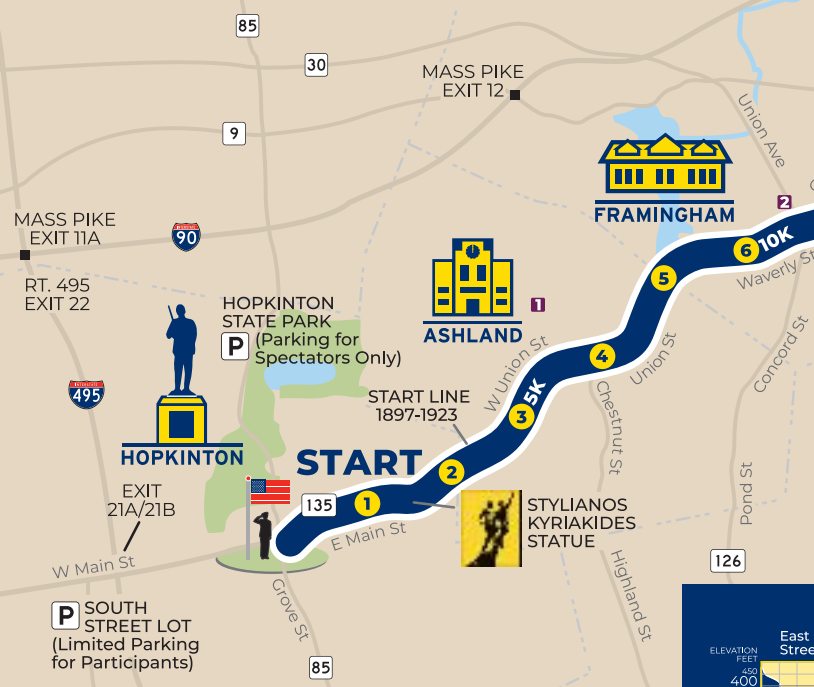 85
30
MASS PIKE
EXIT 12
9
Union Ave
FRAMINGHAM
2
MASS PIKE
EXIT 11A
INTERSTATE
90
6
10K
Waverly St
5
RT. 495
EXIT 22
HOPKINTON
STATE PARK
P
(Parking for
Spectators Only)
1
ASHLAND
W Union St
4
Union St
Concord St
INTERSTATE
495
START LINE
1897-1923
5K
3
Chestnut St
HOPKINTON
START
2
EXIT
21A/21B
135
1
STYLIANOS
KYRIAKIDES
STATUE
Pond St
E Main St
W Main St
126
Highland St
Grove St
P
SOUTH
STREET LOT
(Limited Parking
for Participants)
85
East
Stree
ELEVATION
FEET
450
400